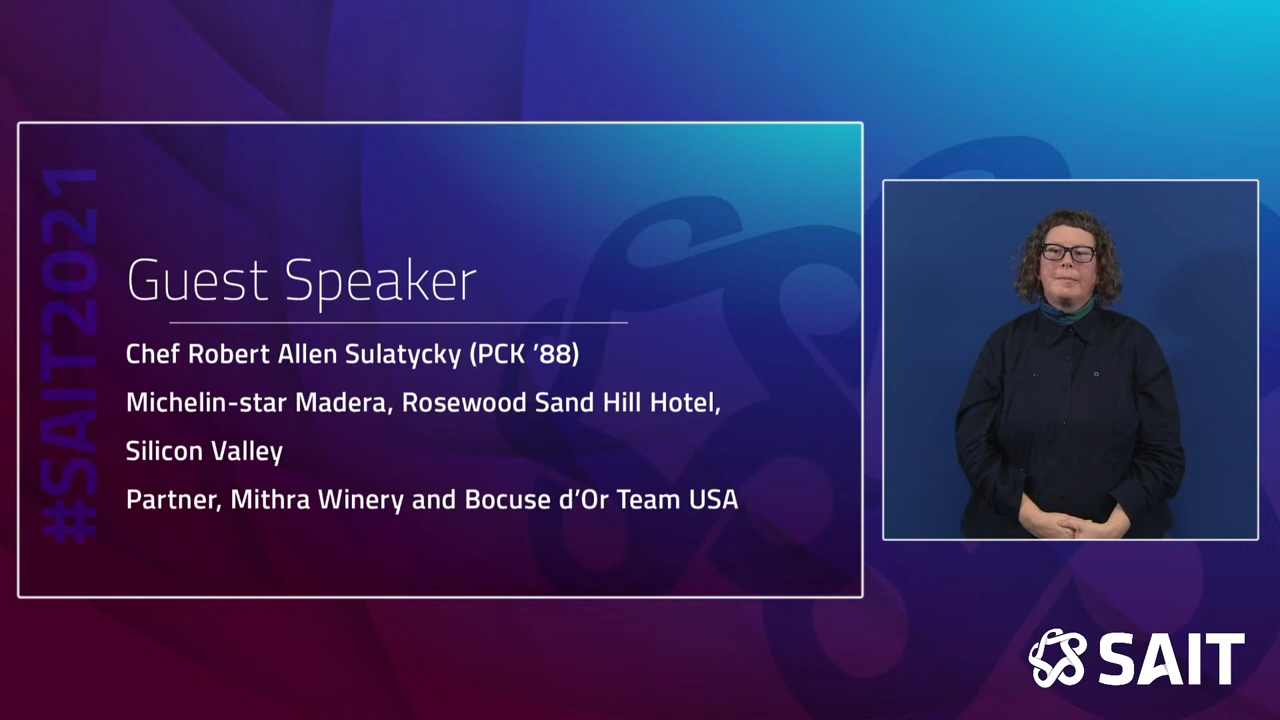 #SAIT2021
Guest Speaker
Chef Robert Allen Sulatycky (PCK ’88)
Michelin-star Madera, Rosewood Sand Hill Hotel,
Silicon Valley
Partner, Mithra Winery and Bocuse d’Or Team USA
SAIT